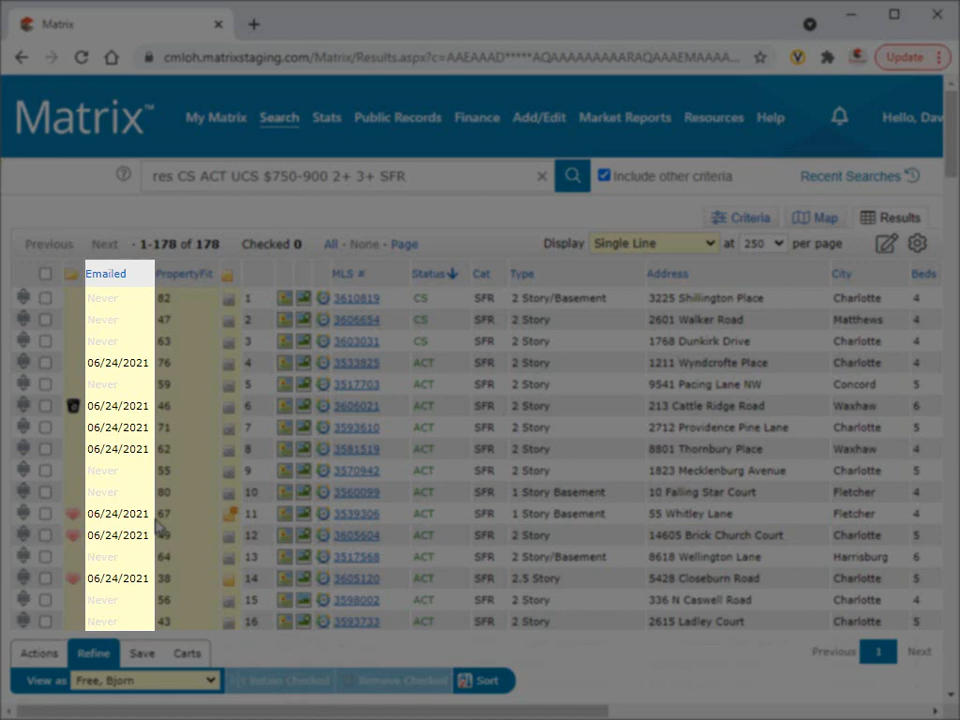 Matrix
cmloh.matrixstaging.com/Matrix/Results.aspx?c=AAEAAAD*****AQAAAAAAAAARAQAAAEMAAAA...
Update
Matrix™
My Matrix Search Stats Public Records Finance Add/Edit Market Reports Resources Help Hello, Dav
res CS ACT UCS $750-900 2+ 3+ SFR
Include other criteria
Recent Searches
Criteria Map Results
Previous Next · 1-178 of 178 Checked 0 All · None · Page Display Single Line at 250 per page
Emailed PropertyFit MLS # Status Cat Type Address City Beds
Never 82 1 3610819 CS SFR 2 Story/Basement 3225 Shillington Place Charlotte 4
Never 47 2 3606654 CS SFR 2 Story 2601 Walker Road Matthews 4
Never 63 3 3603031 CS SFR 2 Story 1768 Dunkirk Drive Charlotte 4
06/24/2021 76 4 3533825 ACT SFR 2 Story 1211 Wyndcrofte Place Charlotte 4
Never 59 5 3517703 ACT SFR 2 Story 9541 Pacing Lane NW Concord 5
06/24/2021 46 6 3606021 ACT SFR 2 Story 213 Cattle Ridge Road Waxhaw 6
06/24/2021 71 7 3593610 ACT SFR 2 Story 2712 Providence Pine Lane Charlotte 5
06/24/2021 62 8 3581519 ACT SFR 2 Story 8801 Thornbury Place Waxhaw 4
Never 55 9 3570942 ACT SFR 2 Story 1823 Mecklenburg Avenue Charlotte 5
Never 80 10 3560099 ACT SFR 1 Story Basement 10 Falling Star Court Fletcher 4
06/24/2021 67 11 3539306 ACT SFR 1 Story Basement 55 Whitley Lane Fletcher 4
06/24/2021 12 3605604 ACT SFR 2 Story 14605 Brick Church Court Charlotte 5
Never 64 13 3517568 ACT SFR 2 Story/Basement 8618 Wellington Lane Harrisburg 6
06/24/2021 38 14 3605120 ACT SFR 2.5 Story 5428 Closeburn Road Charlotte 5
Never 56 15 3598002 ACT SFR 2 Story 336 N Caswell Road Charlotte 4
Never 43 16 3593733 ACT SFR 2 Story 2615 Ladley Court Charlotte 5
Actions Refine Save Carts Previous 1 Next
View as Free, Bjorn Retain Checked Remove Checked Sort